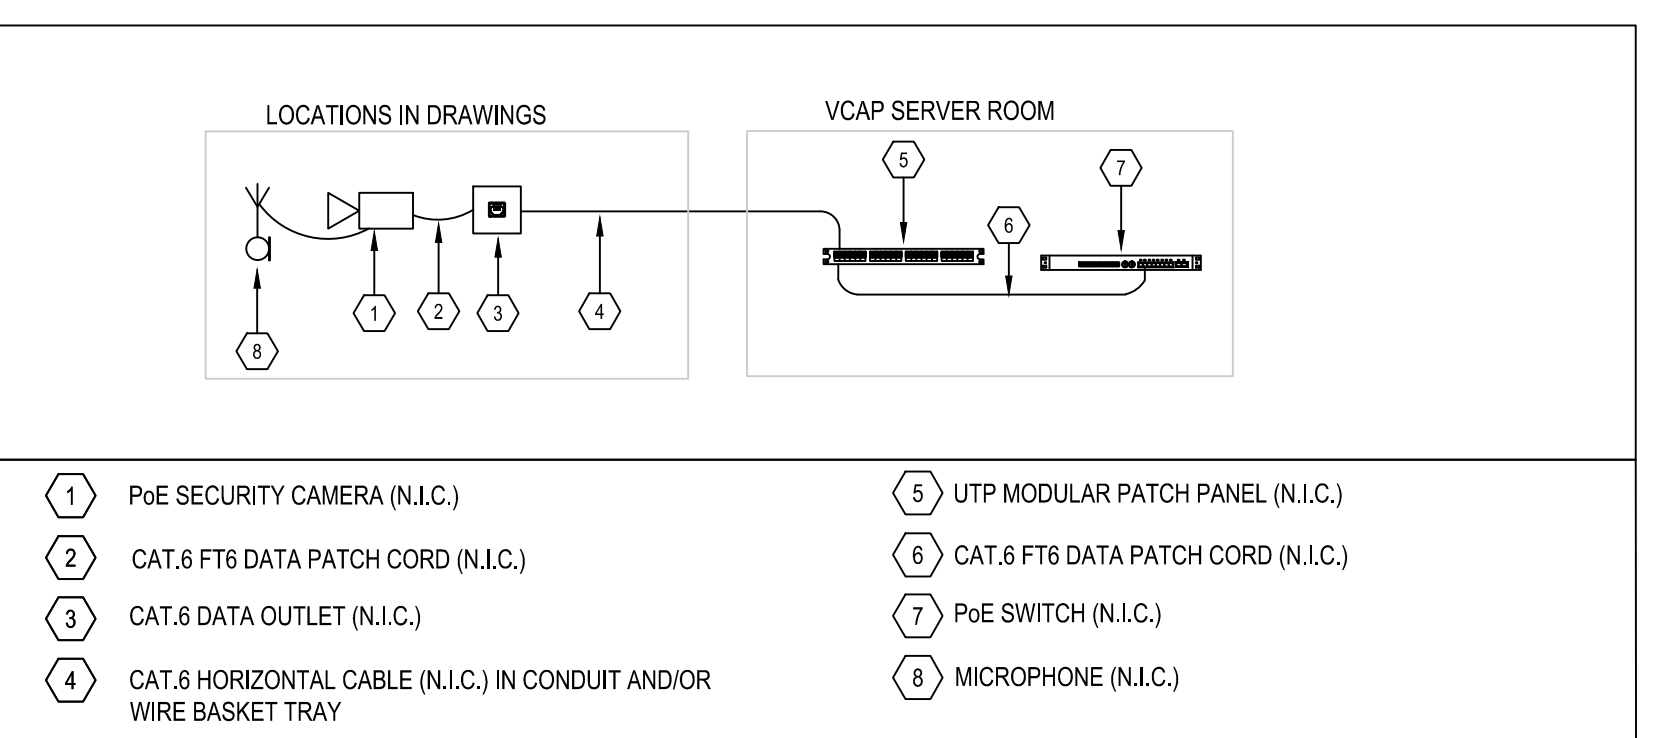 LOCATIONS IN DRAWINGS
VCAP SERVER ROOM
5
7
6
1
2
3
4
8
1 PoE SECURITY CAMERA (N.I.C.)
2 CAT.6 FT6 DATA PATCH CORD (N.I.C.)
3 CAT.6 DATA OUTLET (N.I.C.)
4 CAT.6 HORIZONTAL CABLE (N.I.C.) IN CONDUIT AND/OR
WIRE BASKET TRAY
5 UTP MODULAR PATCH PANEL (N.I.C.)
6 CAT.6 FT6 DATA PATCH CORD (N.I.C.)
7 PoE SWITCH (N.I.C.)
8 MICROPHONE (N.I.C.)